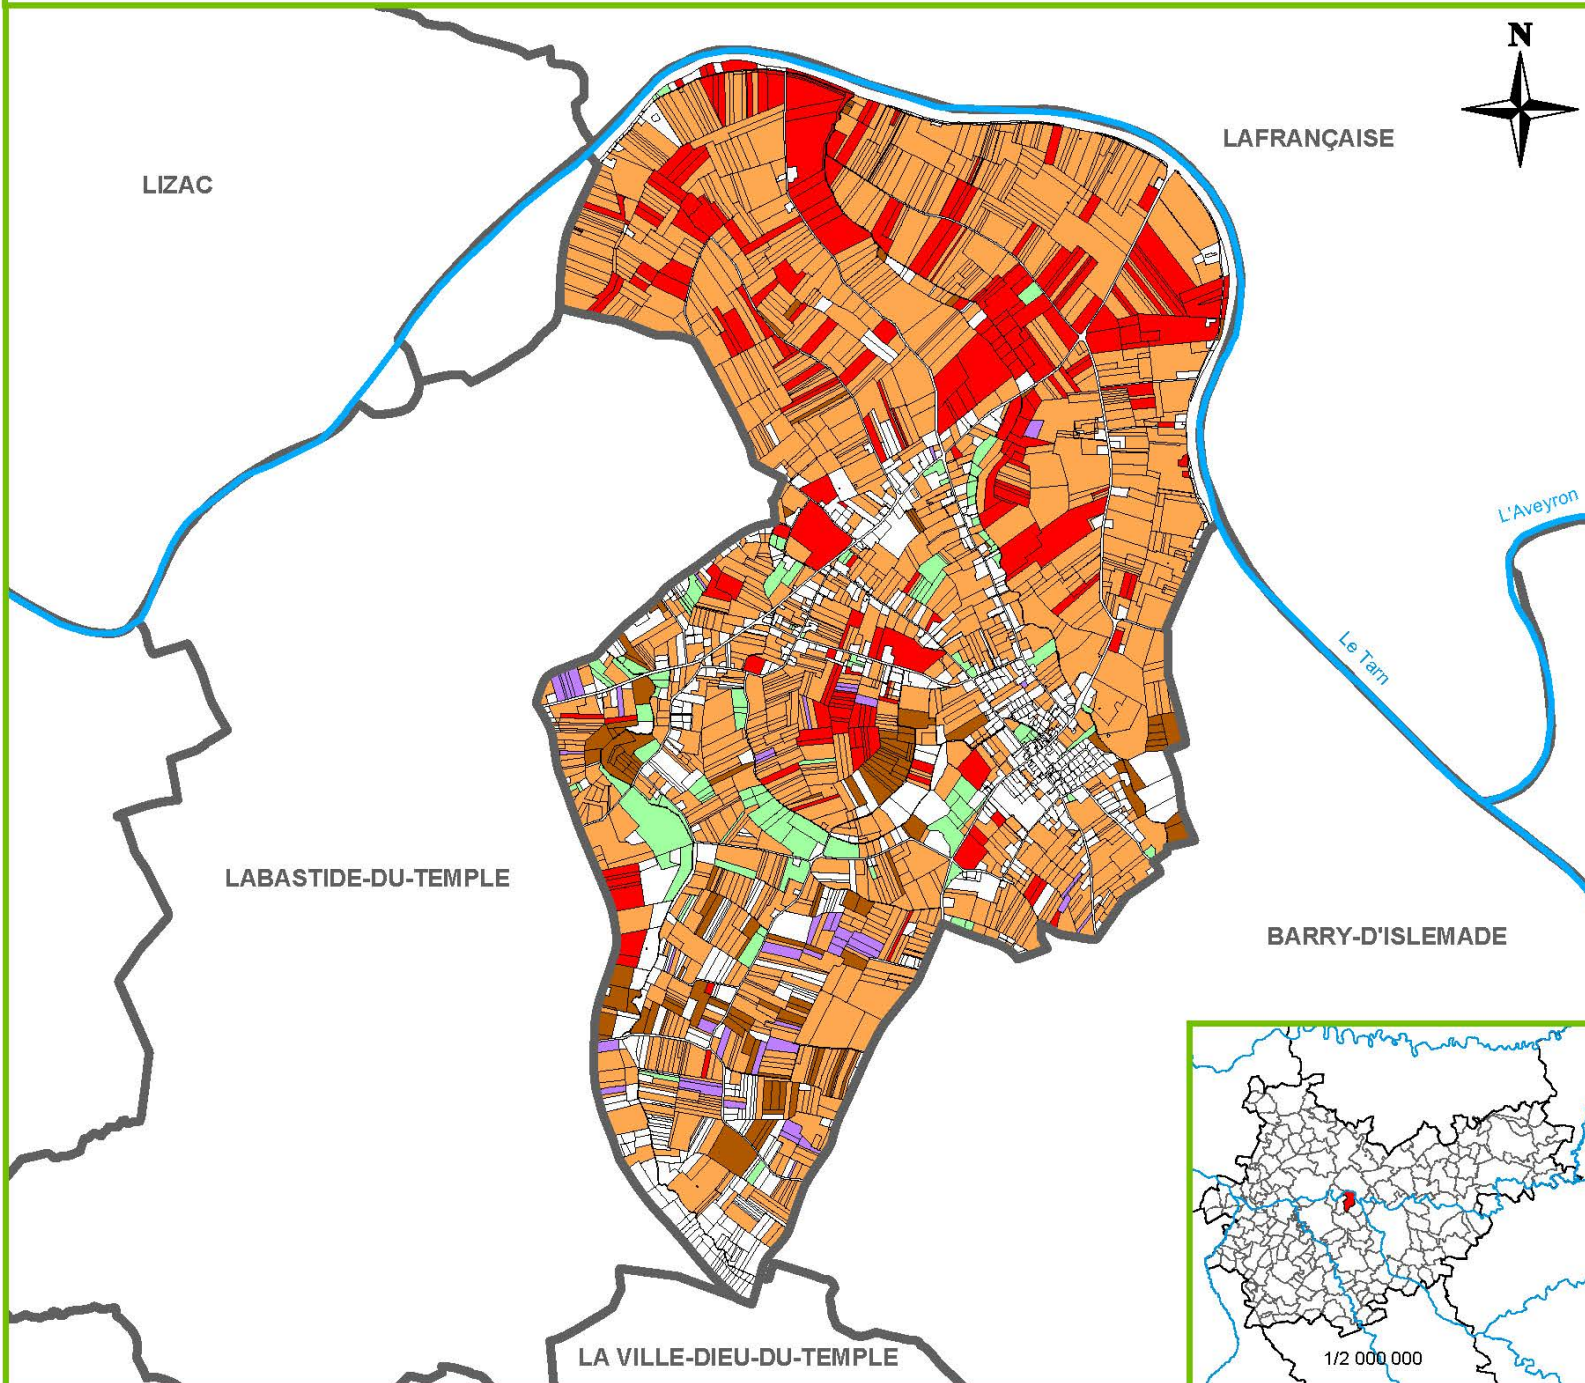 N
LAFRANÇAISE
LIZAC
L'Aveyron
Le Tarn
LABASTIDE-DU-TEMPLE
BARRY-D'ISLEMADE
LA VILLE-DIEU-DU-TEMPLE
1/2 000 000